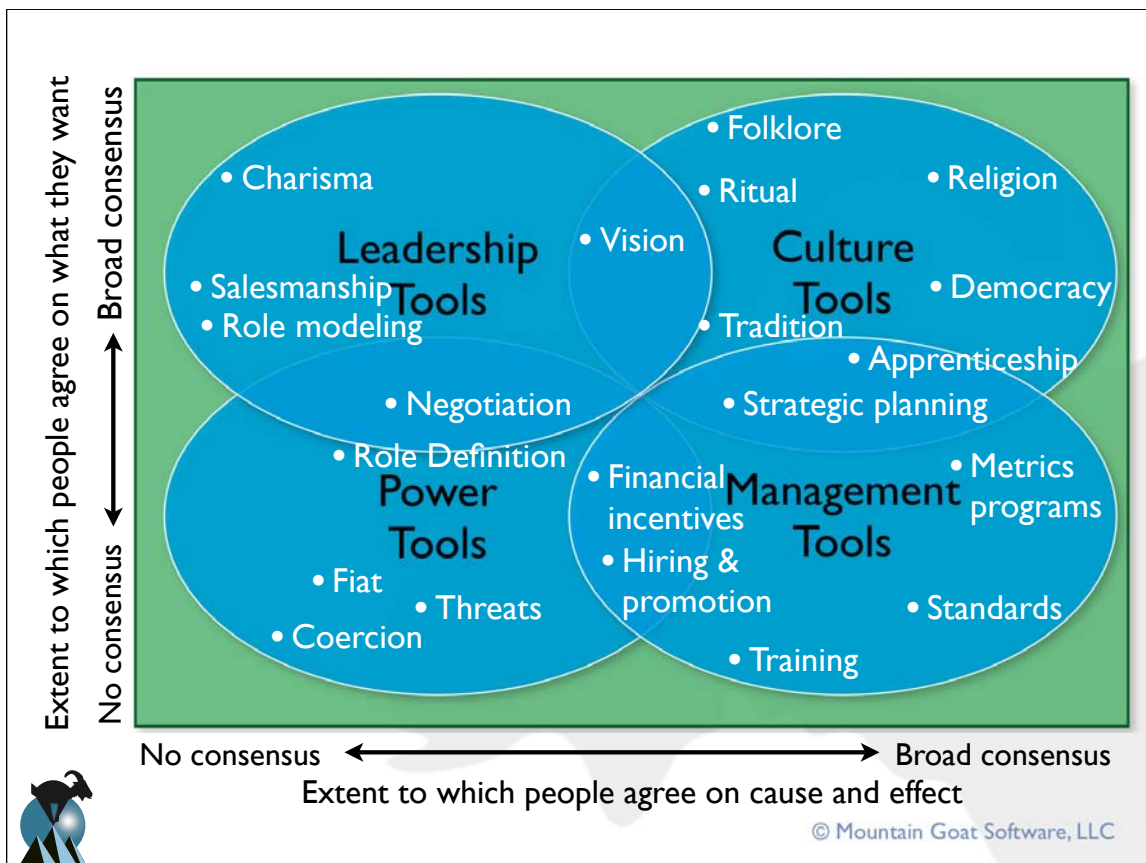 Extent to which people agree on what they want
Broad consensus
No consensus
• Folklore
• Charisma
• Ritual
• Religion
• Vision
Leadership
Tools
Culture
Tools
• Salesmanship
• Role modeling
• Democracy
• Tradition
• Apprenticeship
• Negotiation
• Strategic planning
• Role Definition
Power
Tools
• Financial
incentives
Management
Tools
• Metrics
programs
• Hiring &
promotion
• Fiat
• Threats
• Coercion
• Standards
• Training
No consensus
Broad consensus
Extent to which people agree on cause and effect
© Mountain Goat Software, LLC